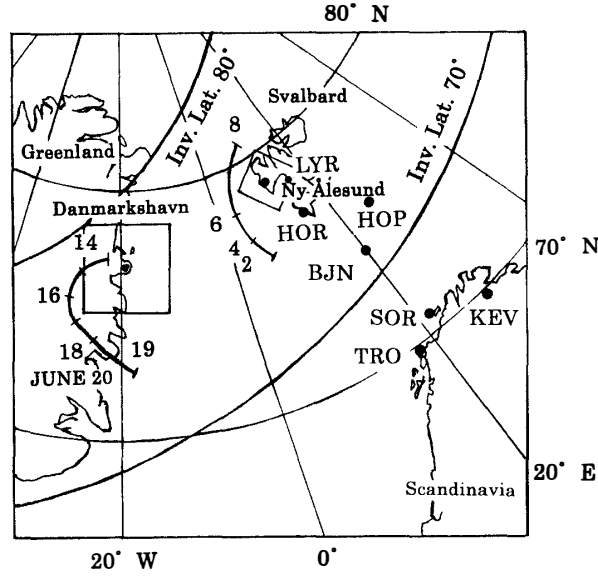 80° N
Inv. Lat. 80°
Svalbard
Inv. Lat. 70°
8
Greenland
LYR
Ny-Ålesund
Danmarkshavn
HOP
6
HOR
14
4
2
70° N
BJN
16
SOR
KEV
18
19
TRO
JUNE 20
20° E
Scandinavia
20° W
0°